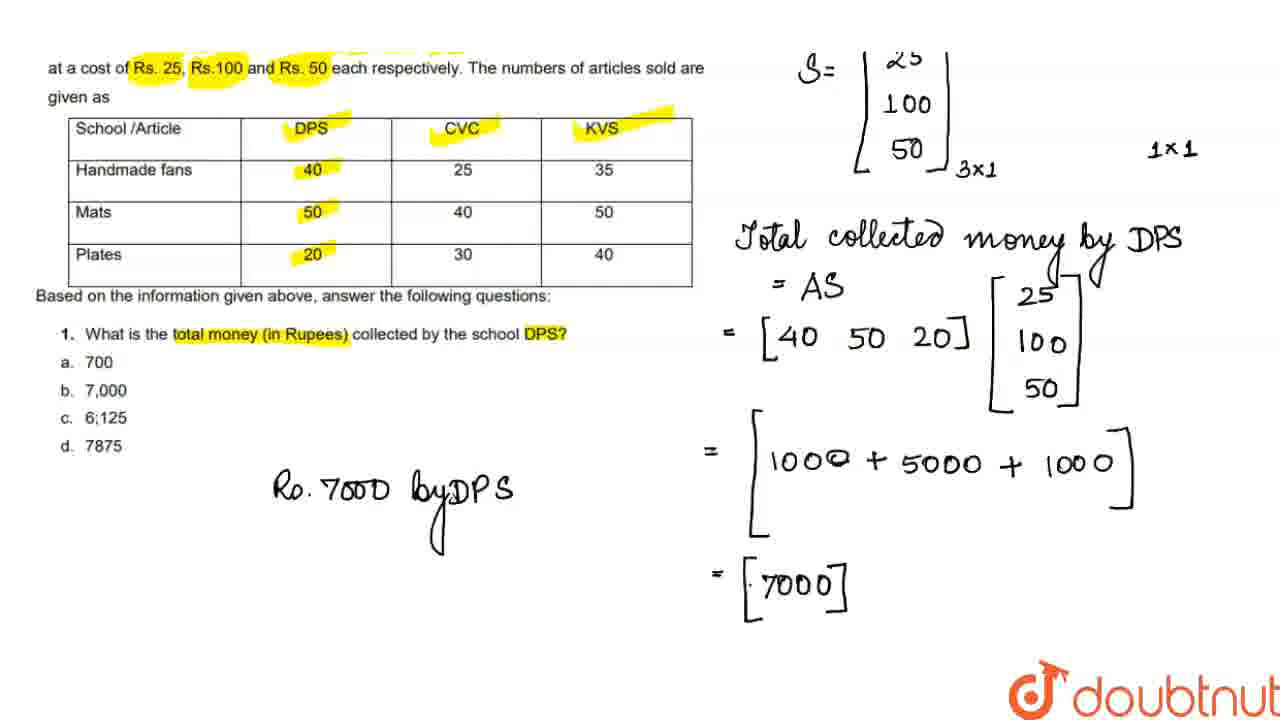 at a cost of Rs. 25, Rs.100 and Rs. 50 each respectively. The numbers of articles sold are
given as
School /Article DPS CVC KVS
Handmade fans 40 25 35
Mats 50 40 50
Plates 20 30 40
Based on the information given above, answer the following questions:
1. What is the total money (in Rupees) collected by the school DPS?
a. 700
b. 7,000
c. 6;125
d. 7875
Rs. 7000 by DPS
S= [ 25
100
50 ] 3×1
1×1
Total collected money by DPS
= AS
= [40 50 20] [ 25
100
50 ]
= [ 1000 + 5000 + 1000 ]
= [7000]
doubtnut